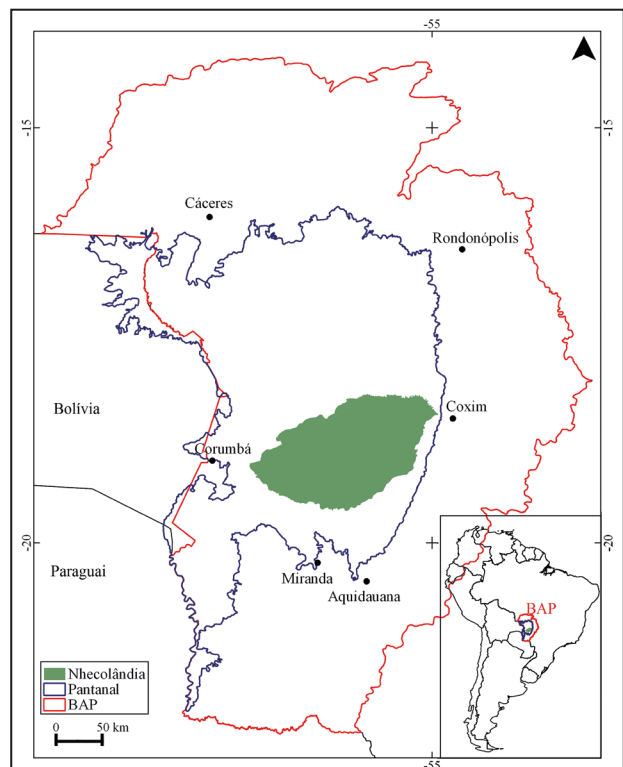 -55
-15
-15
Cáceres
Rondonópolis
Bolívia
Coxim
Corumbá
-20
-20
Paraguai
Miranda
Aquidauana
BAP
Nhecolândia
Pantanal
BAP
0 50 km
-55